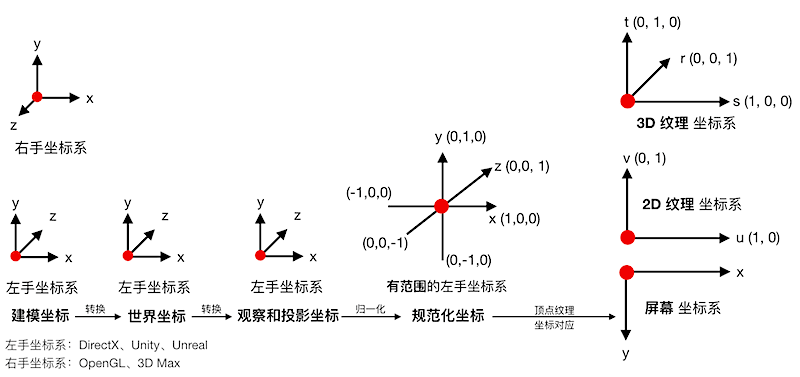 y
x
z
右手坐标系
t (0, 1, 0)
r (0, 0, 1)
s (1, 0, 0)
3D 纹理 坐标系
y
z
x
左手坐标系
y
z
x
左手坐标系
y
z
x
左手坐标系
y (0,1,0)
z (0,0, 1)
(-1,0,0)
x (1,0,0)
(0,0,-1)
(0,-1,0)
有范围的左手坐标系
v (0, 1)
2D 纹理 坐标系
u (1, 0)
x
屏幕 坐标系
y
建模坐标
转换
世界坐标
转换
观察和投影坐标
归一化
规范化坐标
顶点纹理
坐标对应
左手坐标系：DirectX、Unity、Unreal
右手坐标系：OpenGL、3D Max